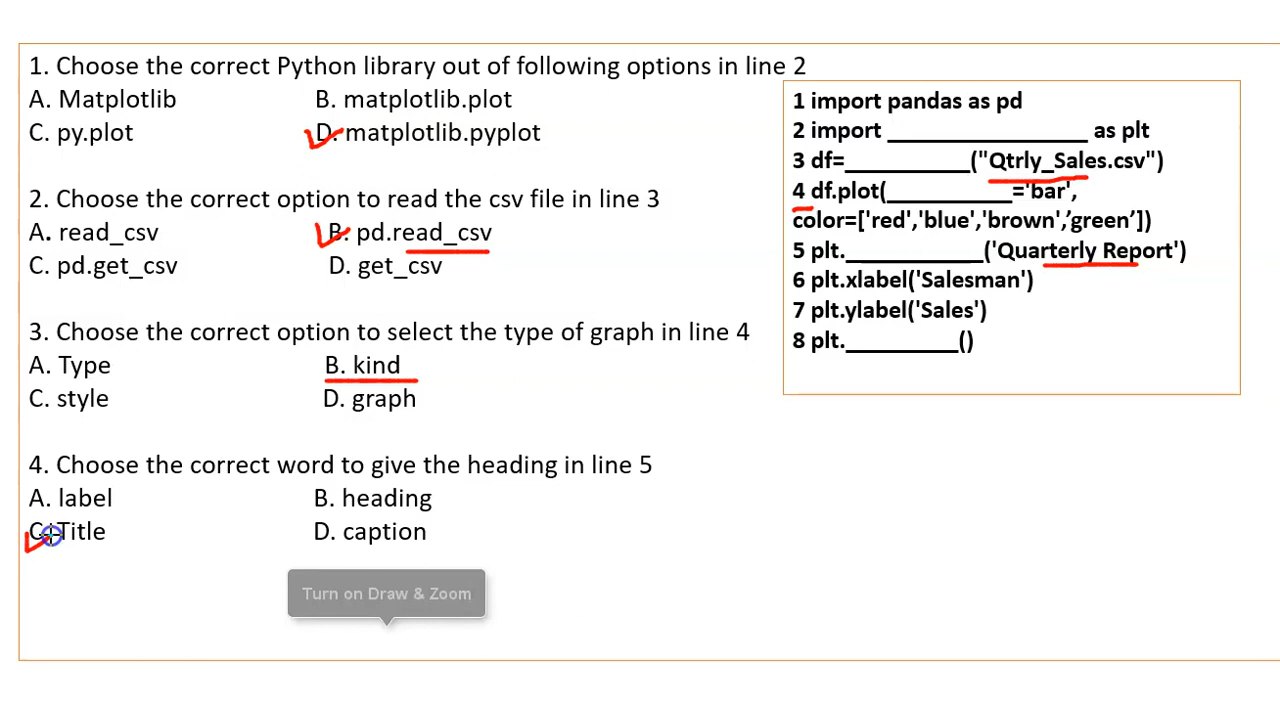 1. Choose the correct Python library out of following options in line 2
A. Matplotlib B. matplotlib.plot
C. py.plot D. matplotlib.pyplot
2. Choose the correct option to read the csv file in line 3
A. read_csv B. pd.read_csv
C. pd.get_csv D. get_csv
3. Choose the correct option to select the type of graph in line 4
A. Type B. kind
C. style D. graph
4. Choose the correct word to give the heading in line 5
A. label B. heading
C. Title D. caption
Turn on Draw & Zoom
1 import pandas as pd
2 import __________________ as plt
3 df=___________("Qtrly_Sales.csv")
4 df.plot(___________='bar',
color=['red','blue','brown',’green’])
5 plt.____________('Quarterly Report')
6 plt.xlabel('Salesman')
7 plt.ylabel('Sales')
8 plt.__________()